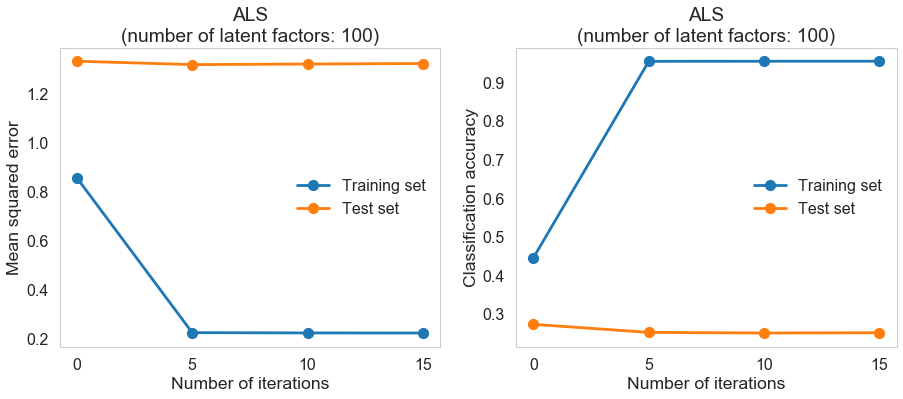 ALS
(number of latent factors: 100)
Mean squared error
1.2
1.0
0.8
0.6
0.4
0.2
Training set
Test set
0 5 10 15
Number of iterations
ALS
(number of latent factors: 100)
Classification accuracy
0.9
0.8
0.7
0.6
0.5
0.4
0.3
Training set
Test set
0 5 10 15
Number of iterations